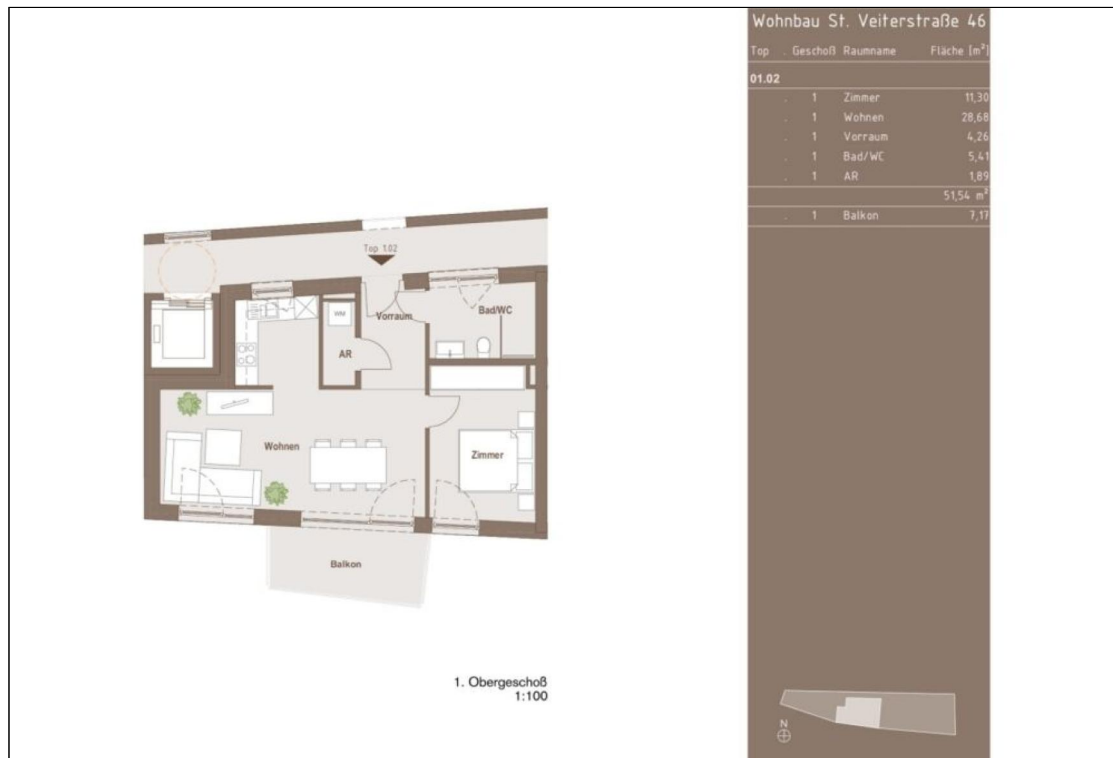 Wohnbau St. Veiterstraße 46
Top . Geschoß Raumname Fläche [m²]
01.02
. 1 Zimmer 11,30
. 1 Wohnen 28,68
. 1 Vorraum 4,26
. 1 Bad/WC 5,41
. 1 AR 1,89
51,54 m²
. 1 Balkon 7,17
Top 1.02
Vorraum
Bad/WC
WM
AR
Wohnen
Zimmer
Balkon
1. Obergeschoß
1:100
N